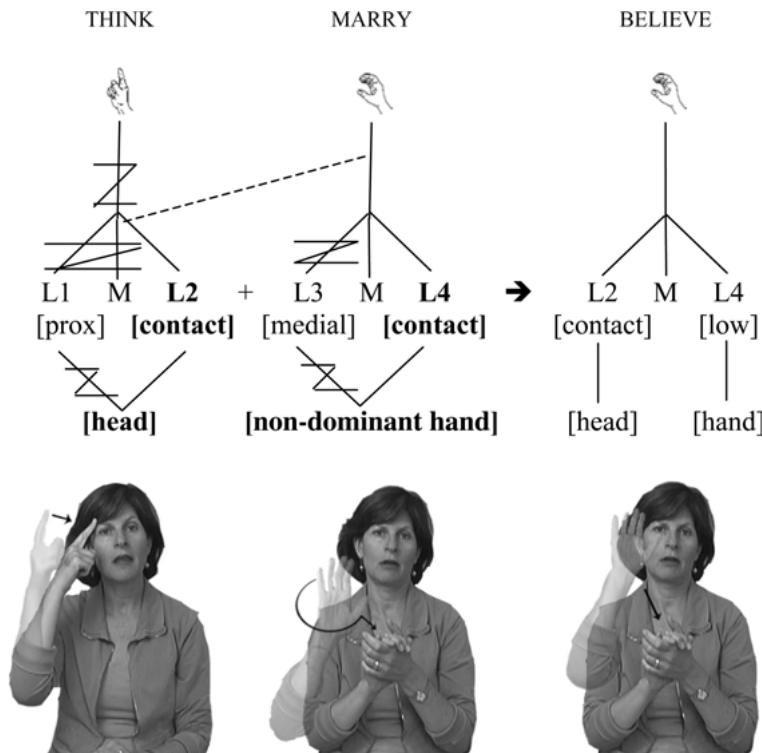 THINK MARRY BELIEVE
L1 M L2 + L3 M L4 ➔ L2 M L4
[prox] [contact] [medial] [contact] [contact] [low]
[head] [non-dominant hand] [head] [hand]